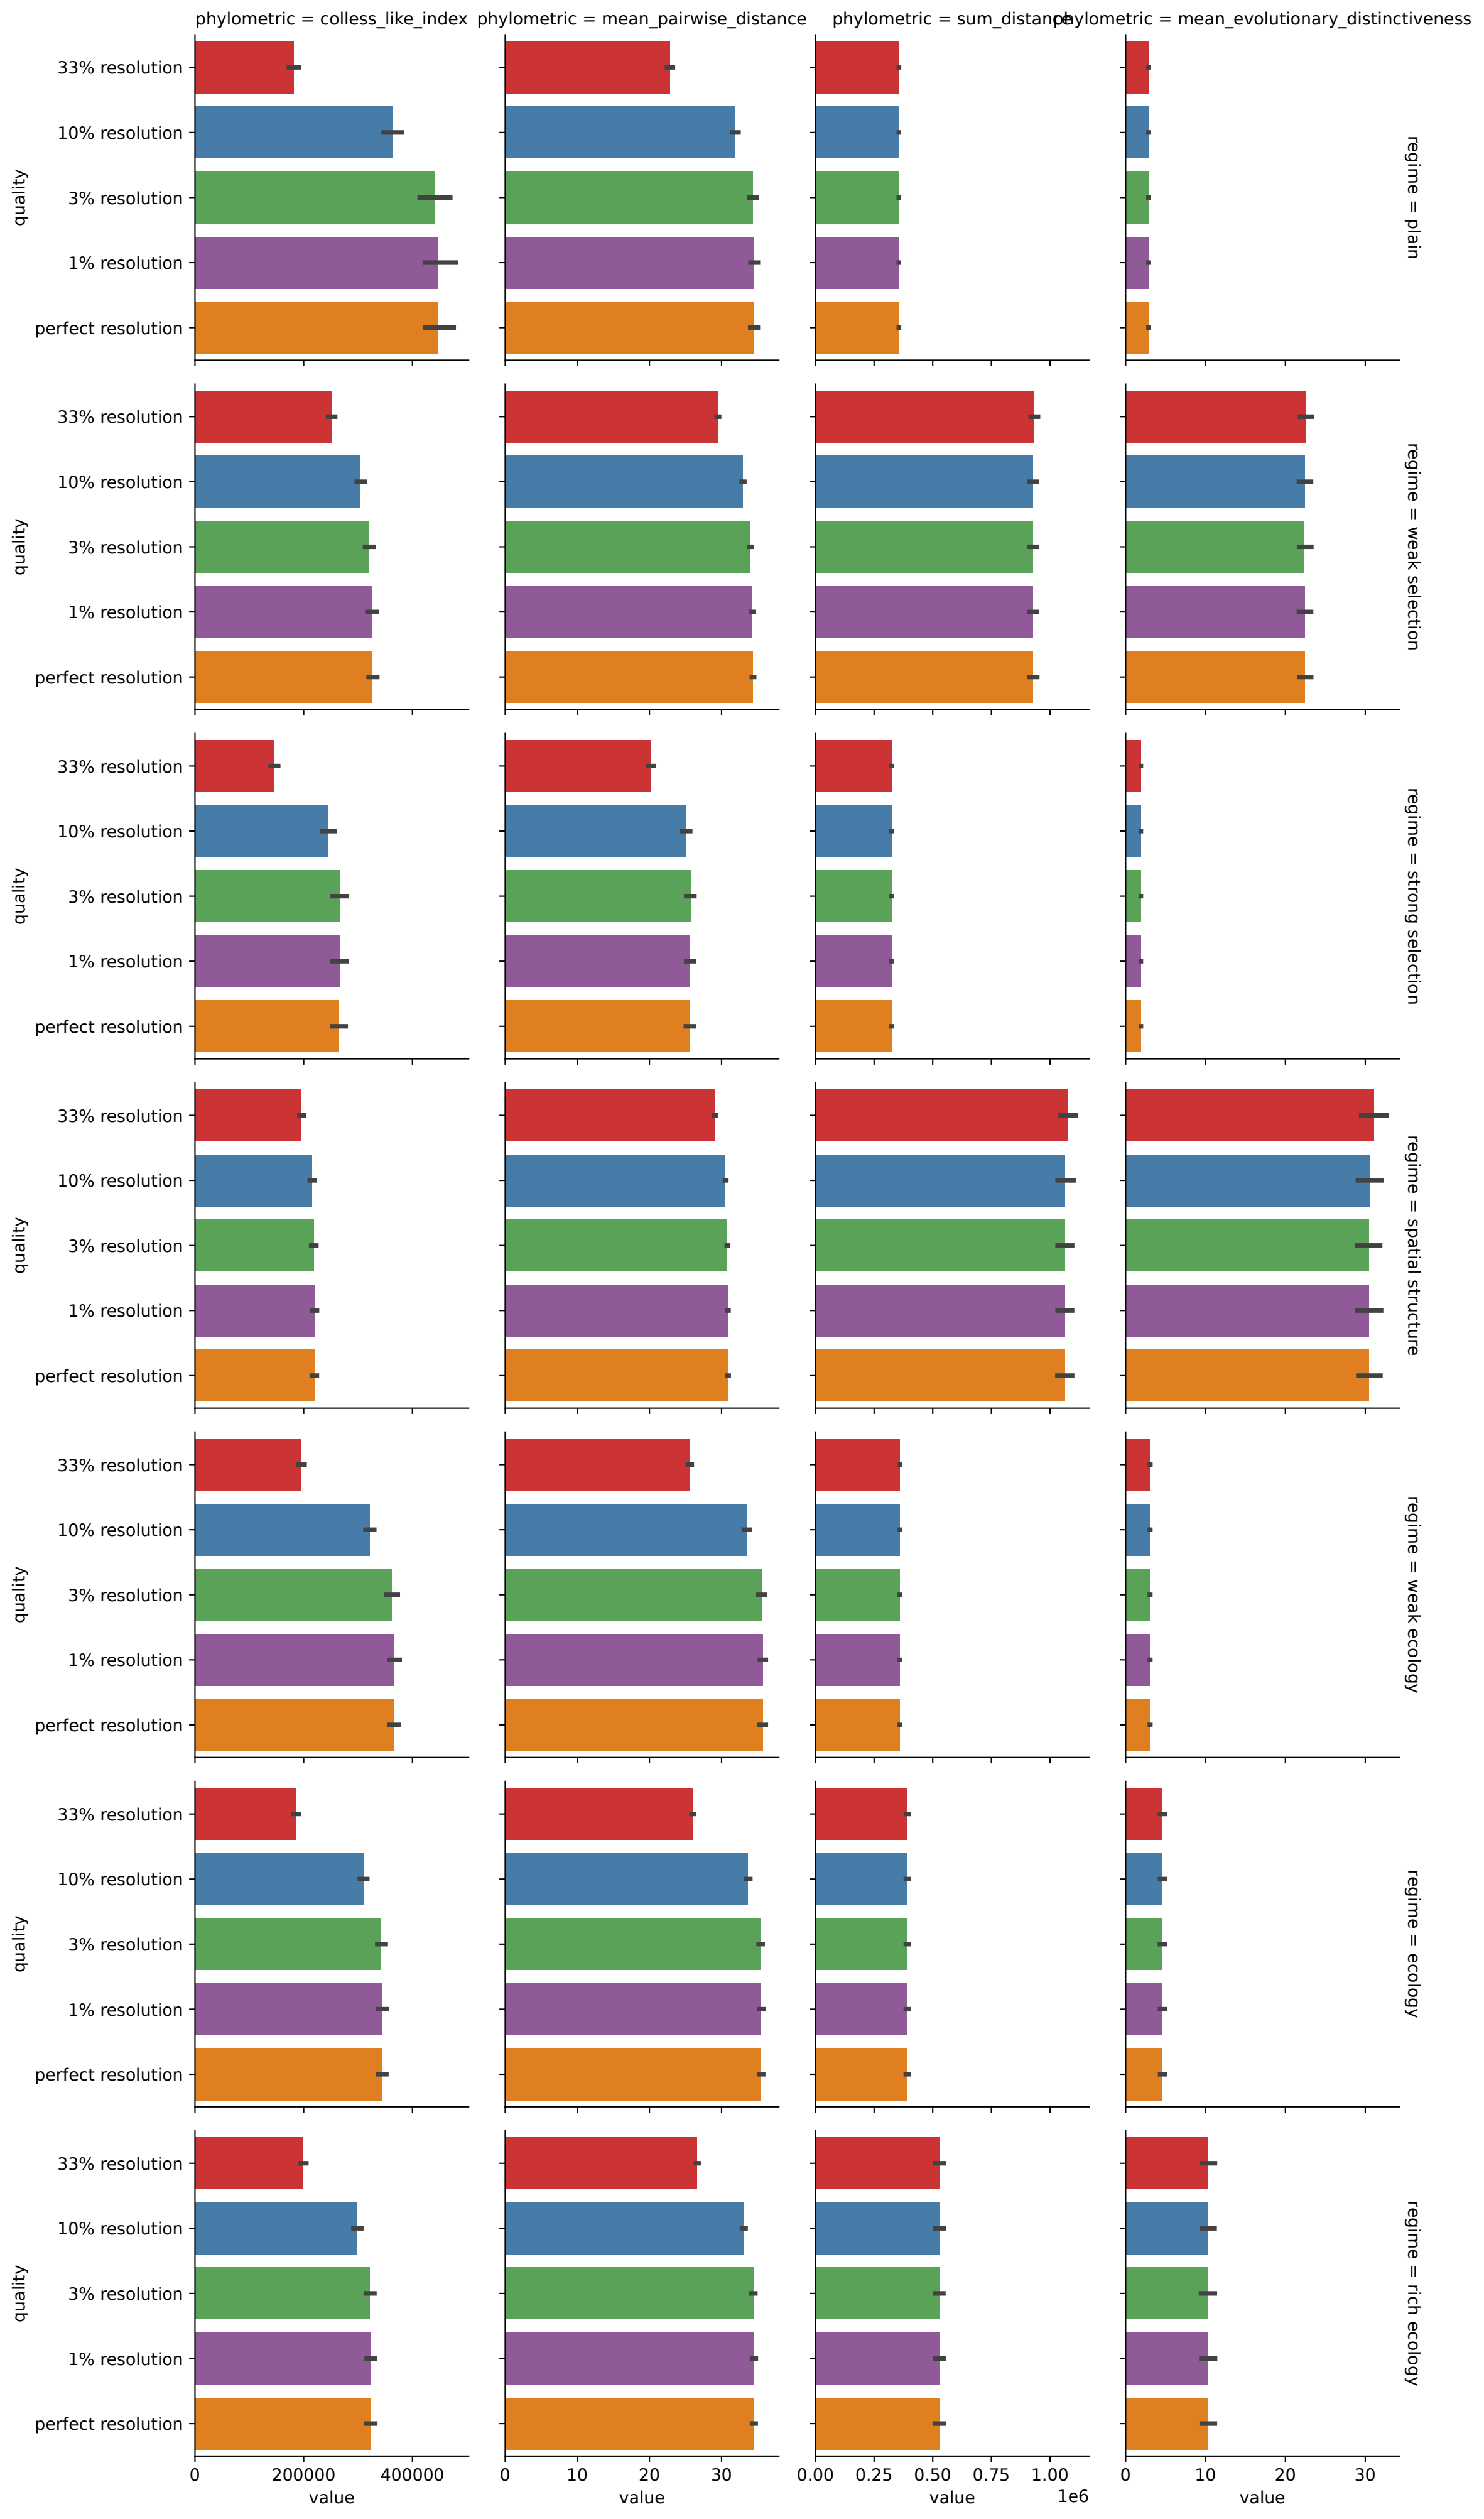 phylometric = colless_like_index
phylometric = mean_pairwise_distance
phylometric = sum_distance
phylometric = mean_evolutionary_distinctiveness
33% resolution
10% resolution
3% resolution
1% resolution
perfect resolution
quality
regime = plain
33% resolution
10% resolution
3% resolution
1% resolution
perfect resolution
quality
regime = weak selection
33% resolution
10% resolution
3% resolution
1% resolution
perfect resolution
quality
regime = strong selection
33% resolution
10% resolution
3% resolution
1% resolution
perfect resolution
quality
regime = spatial structure
33% resolution
10% resolution
3% resolution
1% resolution
perfect resolution
quality
regime = weak ecology
33% resolution
10% resolution
3% resolution
1% resolution
perfect resolution
quality
regime = ecology
33% resolution
10% resolution
3% resolution
1% resolution
perfect resolution
quality
regime = rich ecology
0 200000 400000
value
0 10 20 30
value
0.00 0.25 0.50 0.75 1.00
1e6
value
0 10 20 30
value